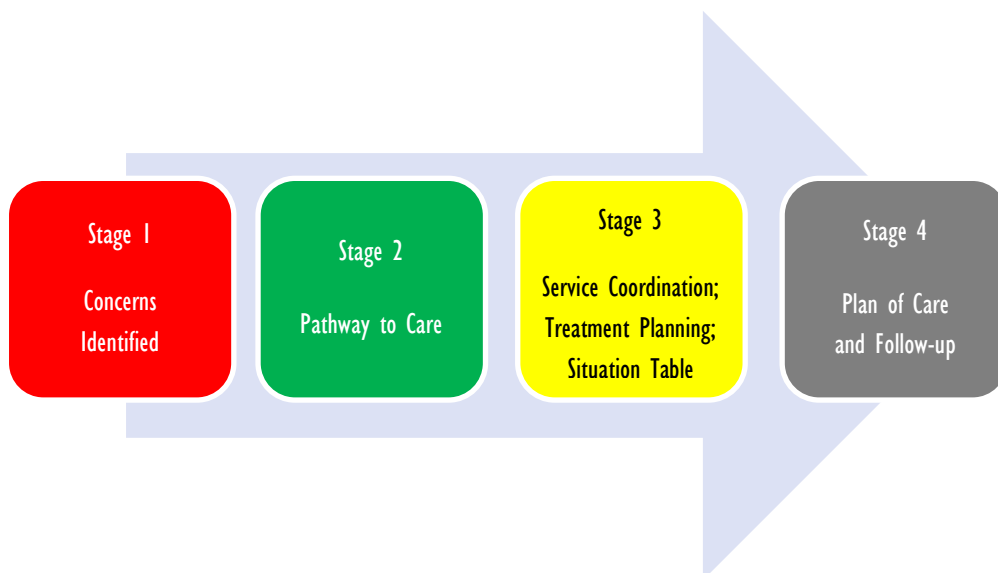 Stage 1
Concerns
Identified
Stage 2
Pathway to Care
Stage 3
Service Coordination;
Treatment Planning;
Situation Table
Stage 4
Plan of Care
and Follow-up